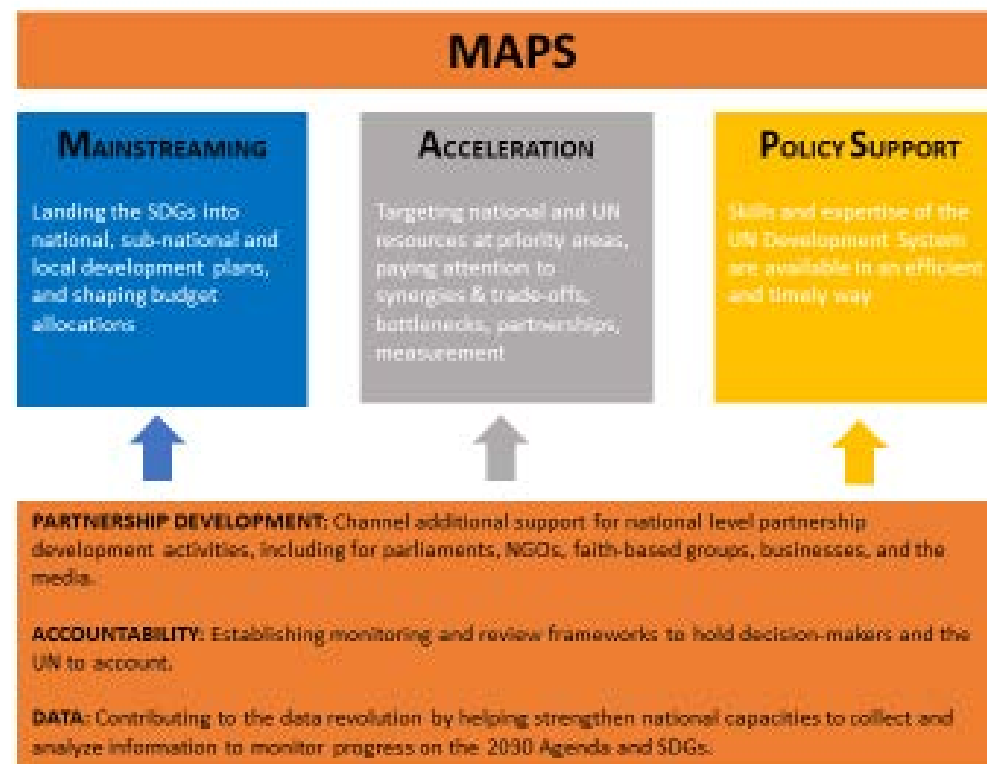 MAPS
MAINSTREAMING
Landing the SDGs into
national, sub-national and
local development plans,
and shaping budget
allocations
ACCELERATION
Targeting national and UN
resources at priority areas,
paying attention to
synergies & trade-offs,
bottlenecks, partnerships,
measurement
POLICY SUPPORT
Skills and expertise of the
UN Development System
are available in an efficient
and timely way
PARTNERSHIP DEVELOPMENT: Channel additional support for national level partnership
development activities, including for parliaments, NGOs, faith-based groups, businesses, and the
media.
ACCOUNTABILITY: Establishing monitoring and review frameworks to hold decision-makers and the
UN to account.
DATA: Contributing to the data revolution by helping strengthen national capacities to collect and
analyze information to monitor progress on the 2030 Agenda and SDGs.